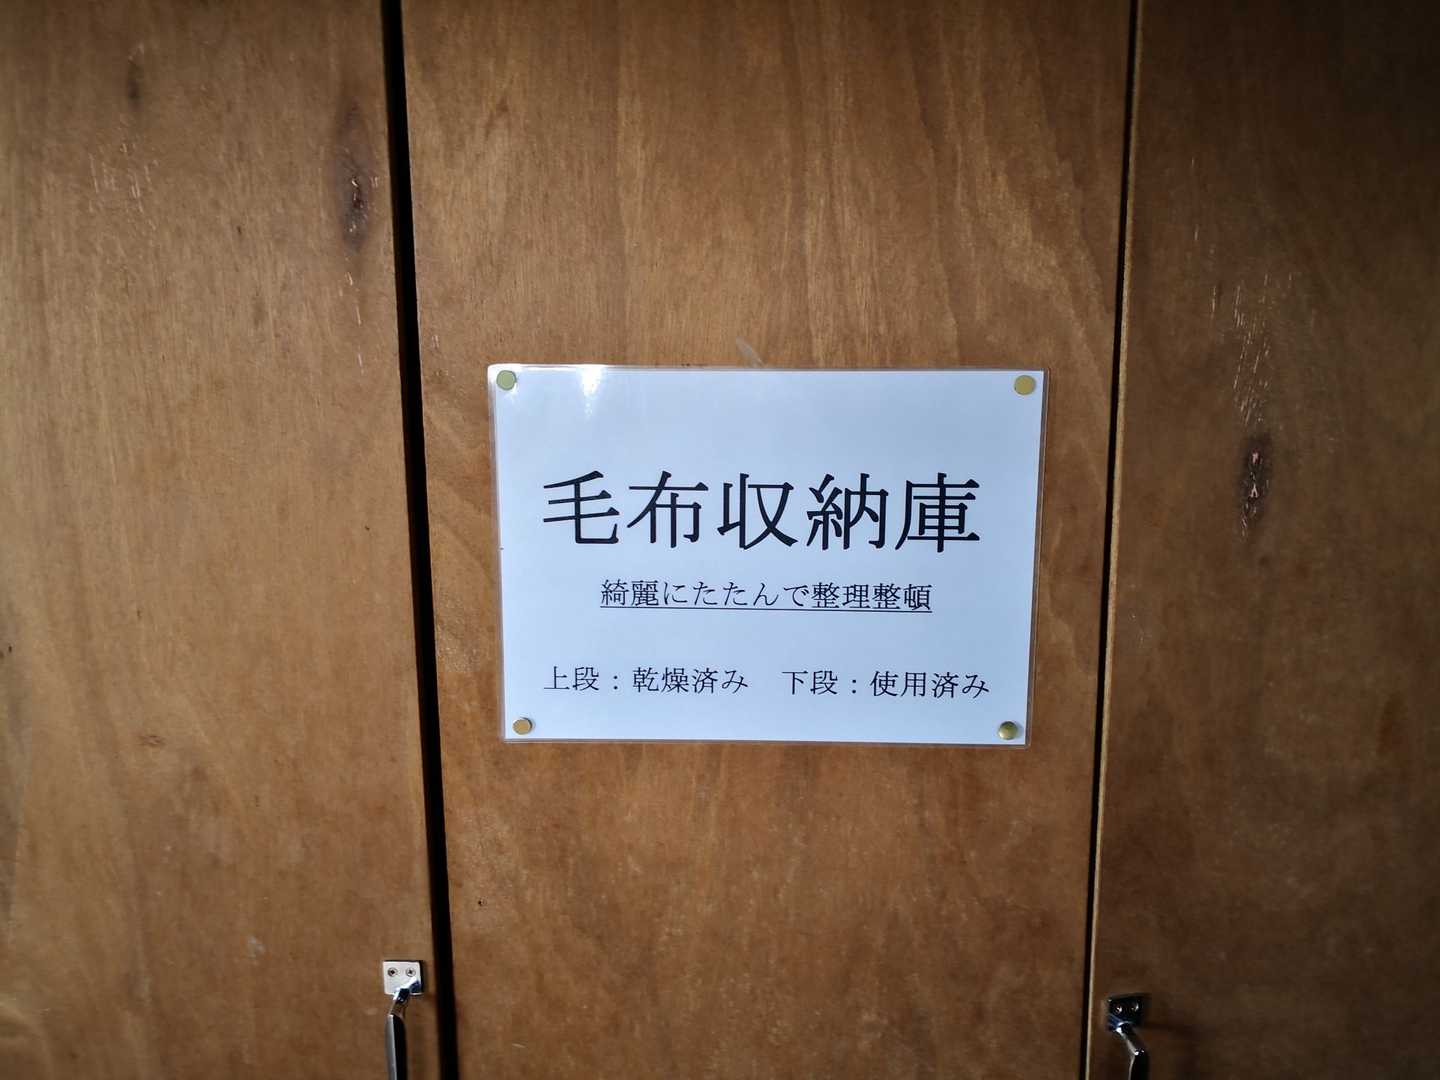 毛布収納庫
綺麗にたたんで整理整頓
上段：乾燥済み　下段：使用済み